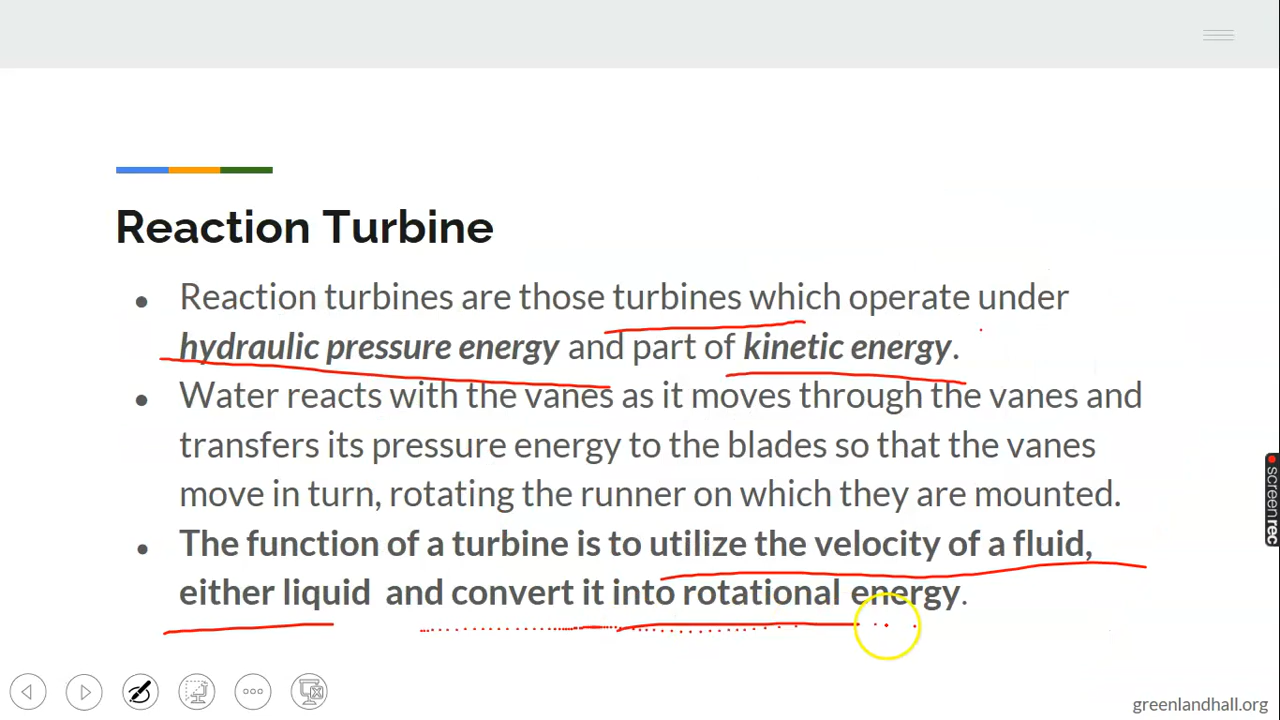 Reaction Turbine
● Reaction turbines are those turbines which operate under
hydraulic pressure energy and part of kinetic energy.
● Water reacts with the vanes as it moves through the vanes and
transfers its pressure energy to the blades so that the vanes
move in turn, rotating the runner on which they are mounted.
● The function of a turbine is to utilize the velocity of a fluid,
either liquid and convert it into rotational energy.
screenrec
greenlandhall.org